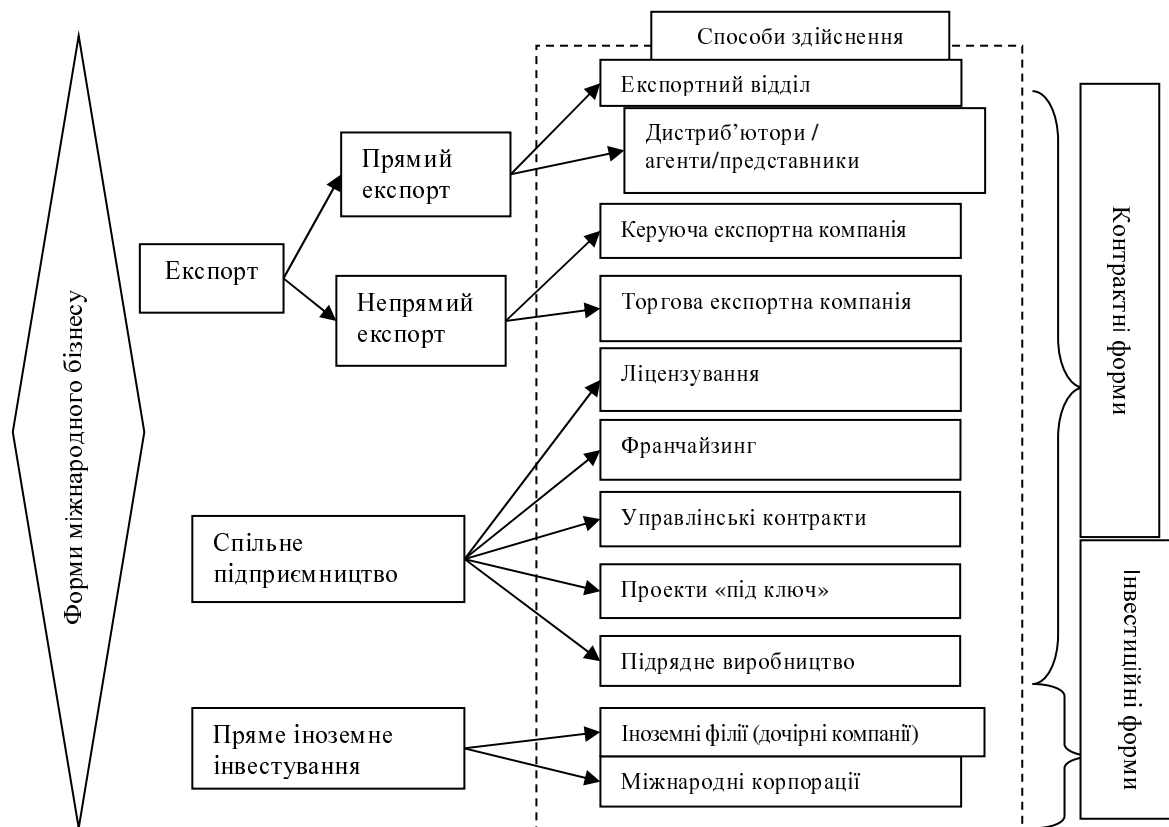 Способи здійснення
Експортний відділ
Дистриб’ютори /
агенти/представники
Прямий
експорт
Керуюча експортна компанія
Експорт
Непрямий
експорт
Торгова експортна компанія
Ліцензування
Франчайзинг
Управлінські контракти
Спільне
підприємництво
Проекти «під ключ»
Підрядне виробництво
Пряме іноземне
інвестування
Іноземні філії (дочірні компанії)
Міжнародні корпорації
Форми міжнародного бізнесу
Контрактні форми
Інвестиційні форми